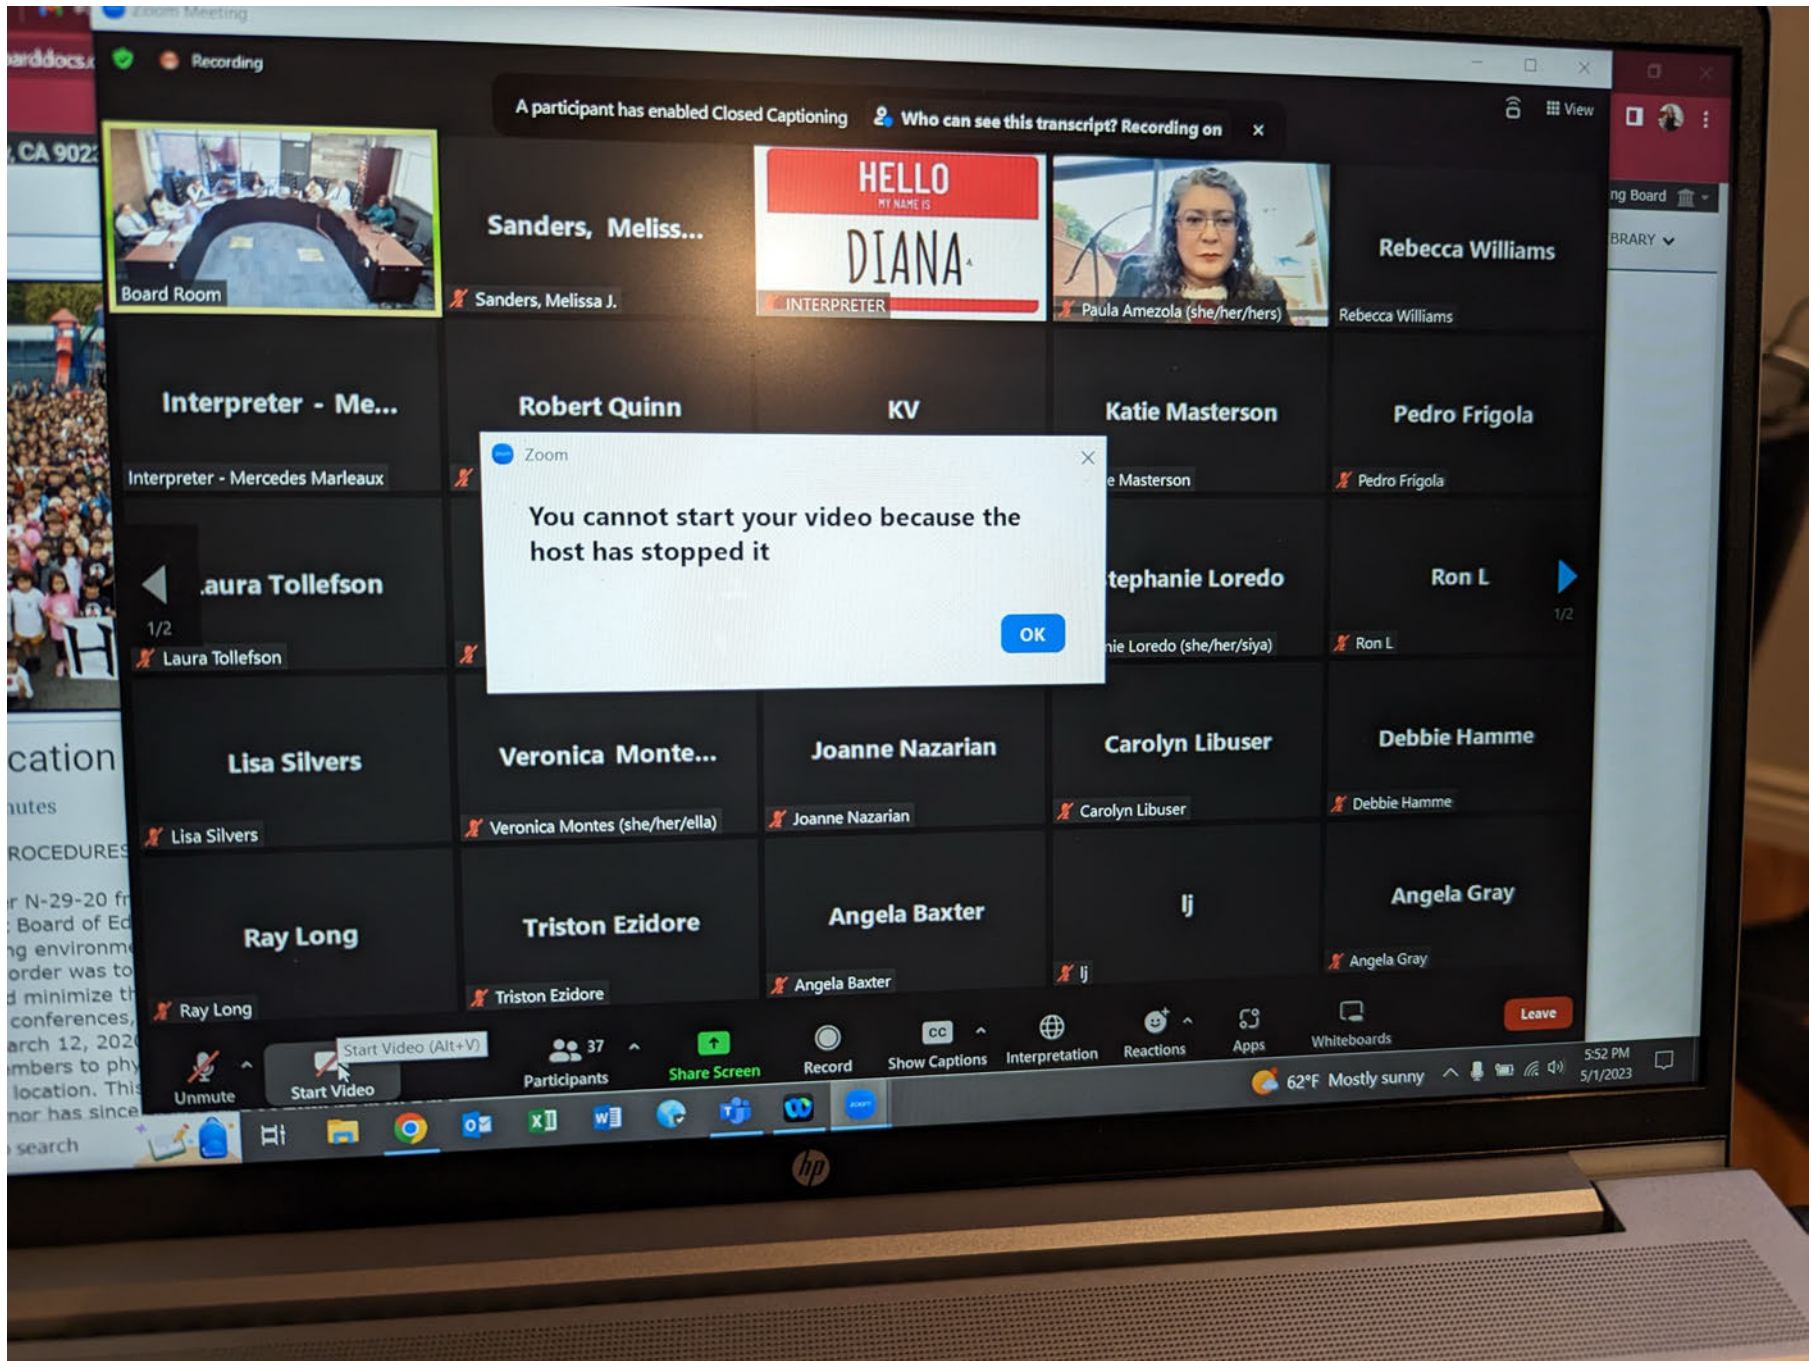 Zoom Meeting
Recording
A participant has enabled Closed Captioning
Who can see this transcript? Recording on
View
, CA 902
Board Room
Sanders, Meliss...
Sanders, Melissa J.
HELLO
MY NAME IS
DIANA
INTERPRETER
Paula Amezola (she/her/hers)
Rebecca Williams
Rebecca Williams
ng Board
BRARY
Interpreter - Me...
Interpreter - Mercedes Marleaux
Robert Quinn
KV
Katie Masterson
e Masterson
Pedro Frigola
Pedro Frigola
Zoom
You cannot start your video because the
host has stopped it
OK
aura Tollefson
1/2
Laura Tollefson
tephanie Loredo
nie Loredo (she/her/siya)
Ron L
Ron L
1/2
Lisa Silvers
Lisa Silvers
Veronica Monte...
Veronica Montes (she/her/ella)
Joanne Nazarian
Joanne Nazarian
Carolyn Libuser
Carolyn Libuser
Debbie Hamme
Debbie Hamme
Ray Long
Ray Long
Triston Ezidore
Triston Ezidore
Angela Baxter
Angela Baxter
lj
lj
Angela Gray
Angela Gray
cation
nutes
ROCEDURES
r N-29-20 fr
Board of Ed
ng environme
order was to
d minimize th
conferences,
arch 12, 202
mbers to phy
location. This
nor has since
search
Unmute
Start Video (Alt+V)
Start Video
37
Participants
Share Screen
Record
CC
Show Captions
Interpretation
Reactions
Apps
Whiteboards
Leave
62°F Mostly sunny
5:52 PM
5/1/2023
zoom
hp